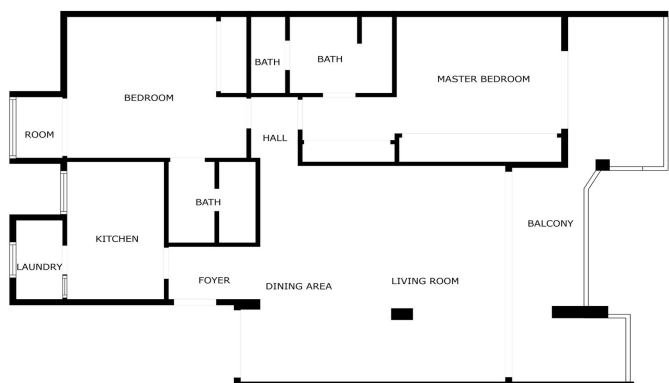 BATH
BATH
MASTER BEDROOM
BEDROOM
ROOM
HALL
BATH
BALCONY
KITCHEN
LAUNDRY
FOYER
DINING AREA
LIVING ROOM